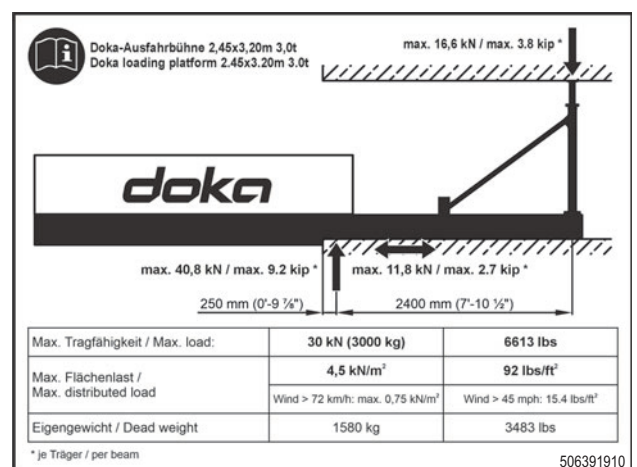 Doka-Ausfahrbühne 2,45x3,20m 3,0t
Doka loading platform 2.45x3.20m 3.0t
max. 16,6 kN / max. 3.8 kip *
doka
max. 40,8 kN / max. 9.2 kip *
max. 11,8 kN / max. 2.7 kip *
250 mm (0'-9 ⅞")
2400 mm (7'-10 ½")
Max. Tragfähigkeit / Max. load: 30 kN (3000 kg) 6613 lbs
Max. Flächenlast /
Max. distributed load
4,5 kN/m² 92 lbs/ft²
Wind > 72 km/h: max. 0,75 kN/m² Wind > 45 mph: 15.4 lbs/ft²
Eigengewicht / Dead weight 1580 kg 3483 lbs
* je Träger / per beam
506391910